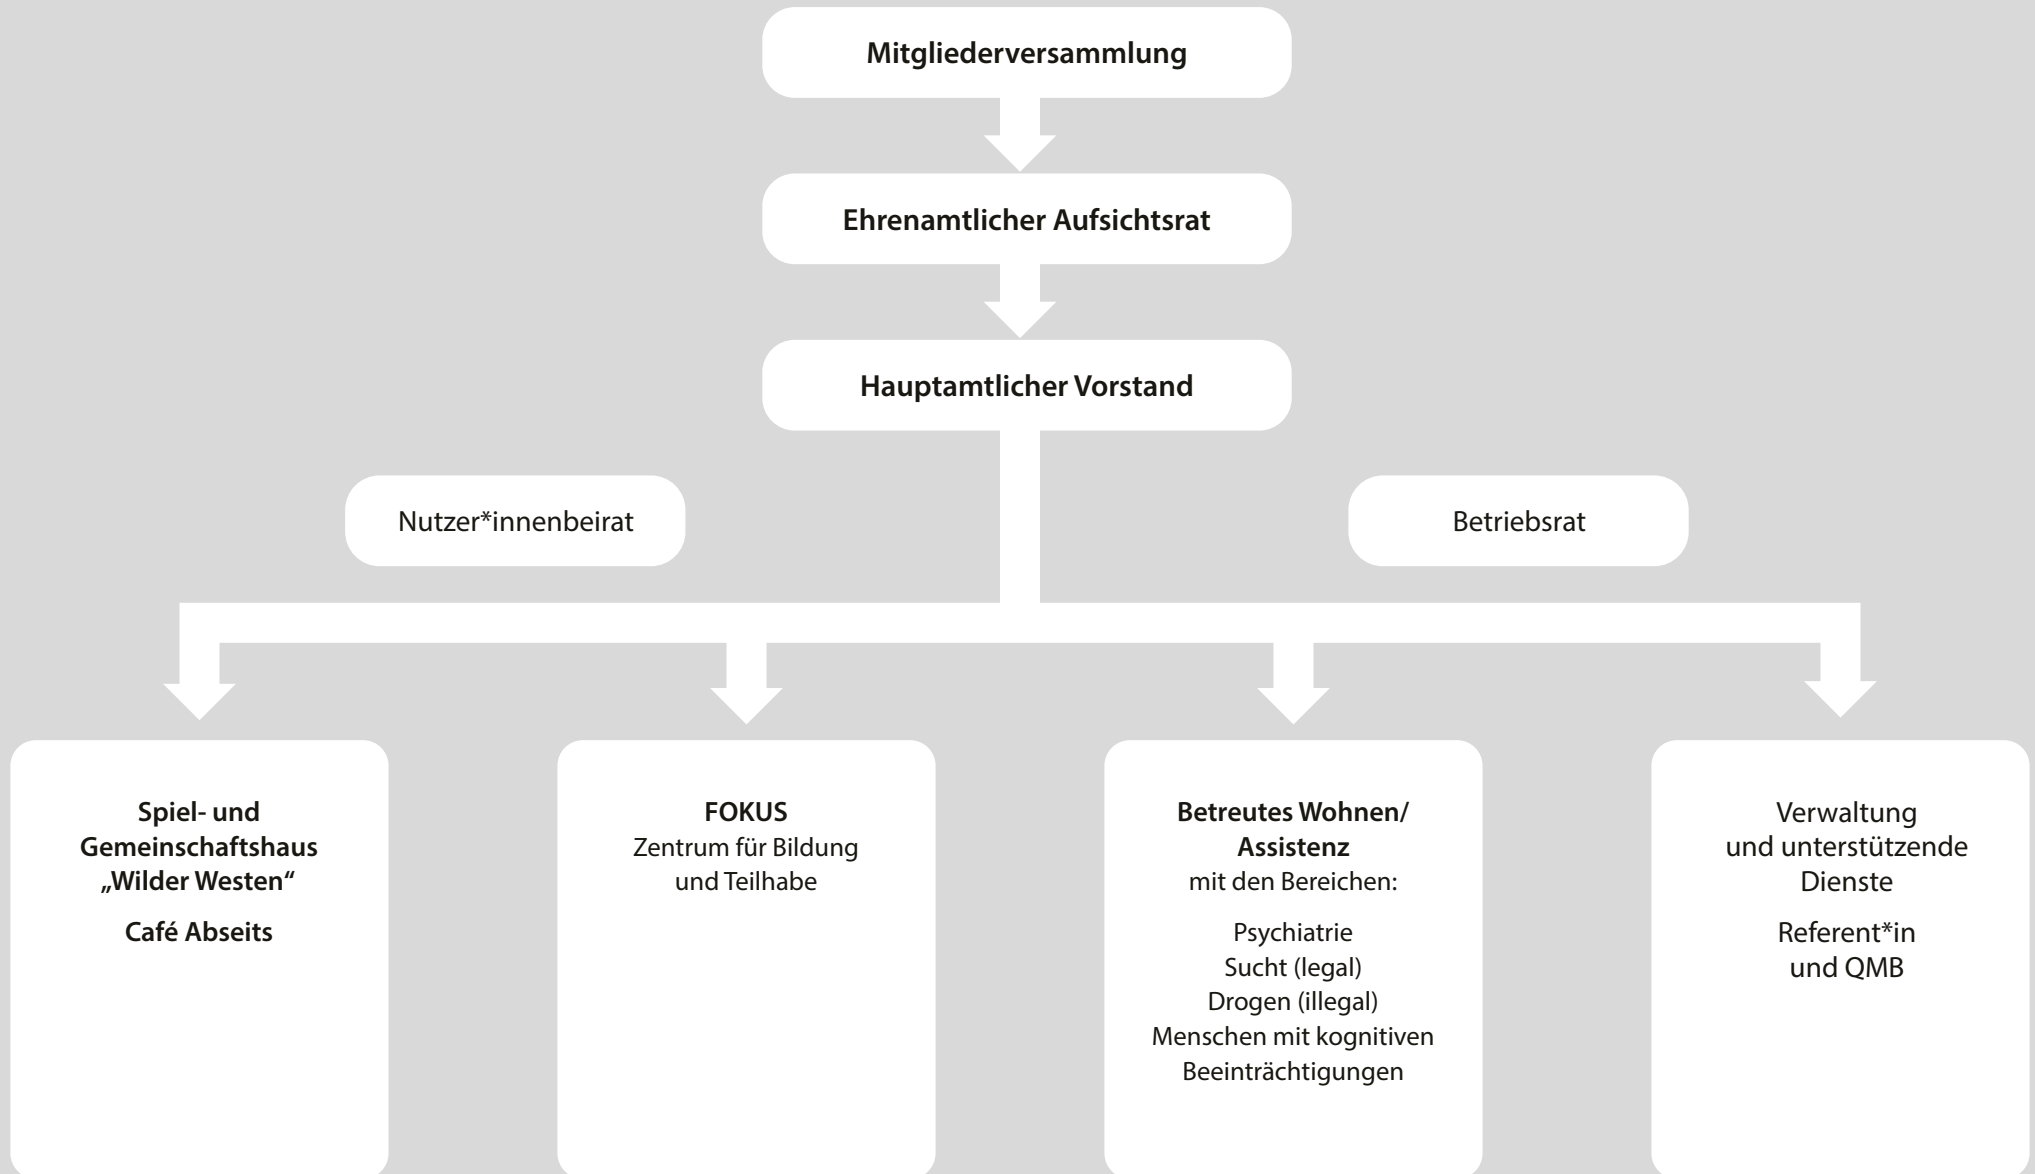 Mitgliederversammlung
Ehrenamtlicher Aufsichtsrat
Hauptamtlicher Vorstand
Nutzer*innenbeirat
Betriebsrat
Spiel- und
Gemeinschaftshaus
„Wilder Westen“
Café Abseits
FOKUS
Zentrum für Bildung
und Teilhabe
Betreutes Wohnen/
Assistenz
mit den Bereichen:
Psychiatrie
Sucht (legal)
Drogen (illegal)
Menschen mit kognitiven
Beeinträchtigungen
Verwaltung
und unterstützende
Dienste
Referent*in
und QMB